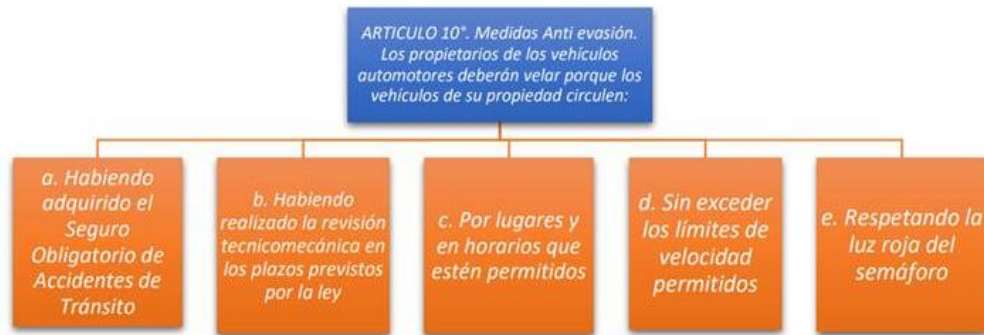 ARTICULO 10°. Medidas Anti evasión.
Los propietarios de los vehículos
automotores deberán velar porque los
vehículos de su propiedad circulen:
a. Habiendo
adquirido el
Seguro
Obligatorio de
Accidentes de
Tránsito
b. Habiendo
realizado la revisión
tecnicomecánica en
los plazos previstos
por la ley
c. Por lugares y
en horarios que
estén permitidos
d. Sin exceder
los límites de
velocidad
permitidos
e. Respetando la
luz roja del
semáforo